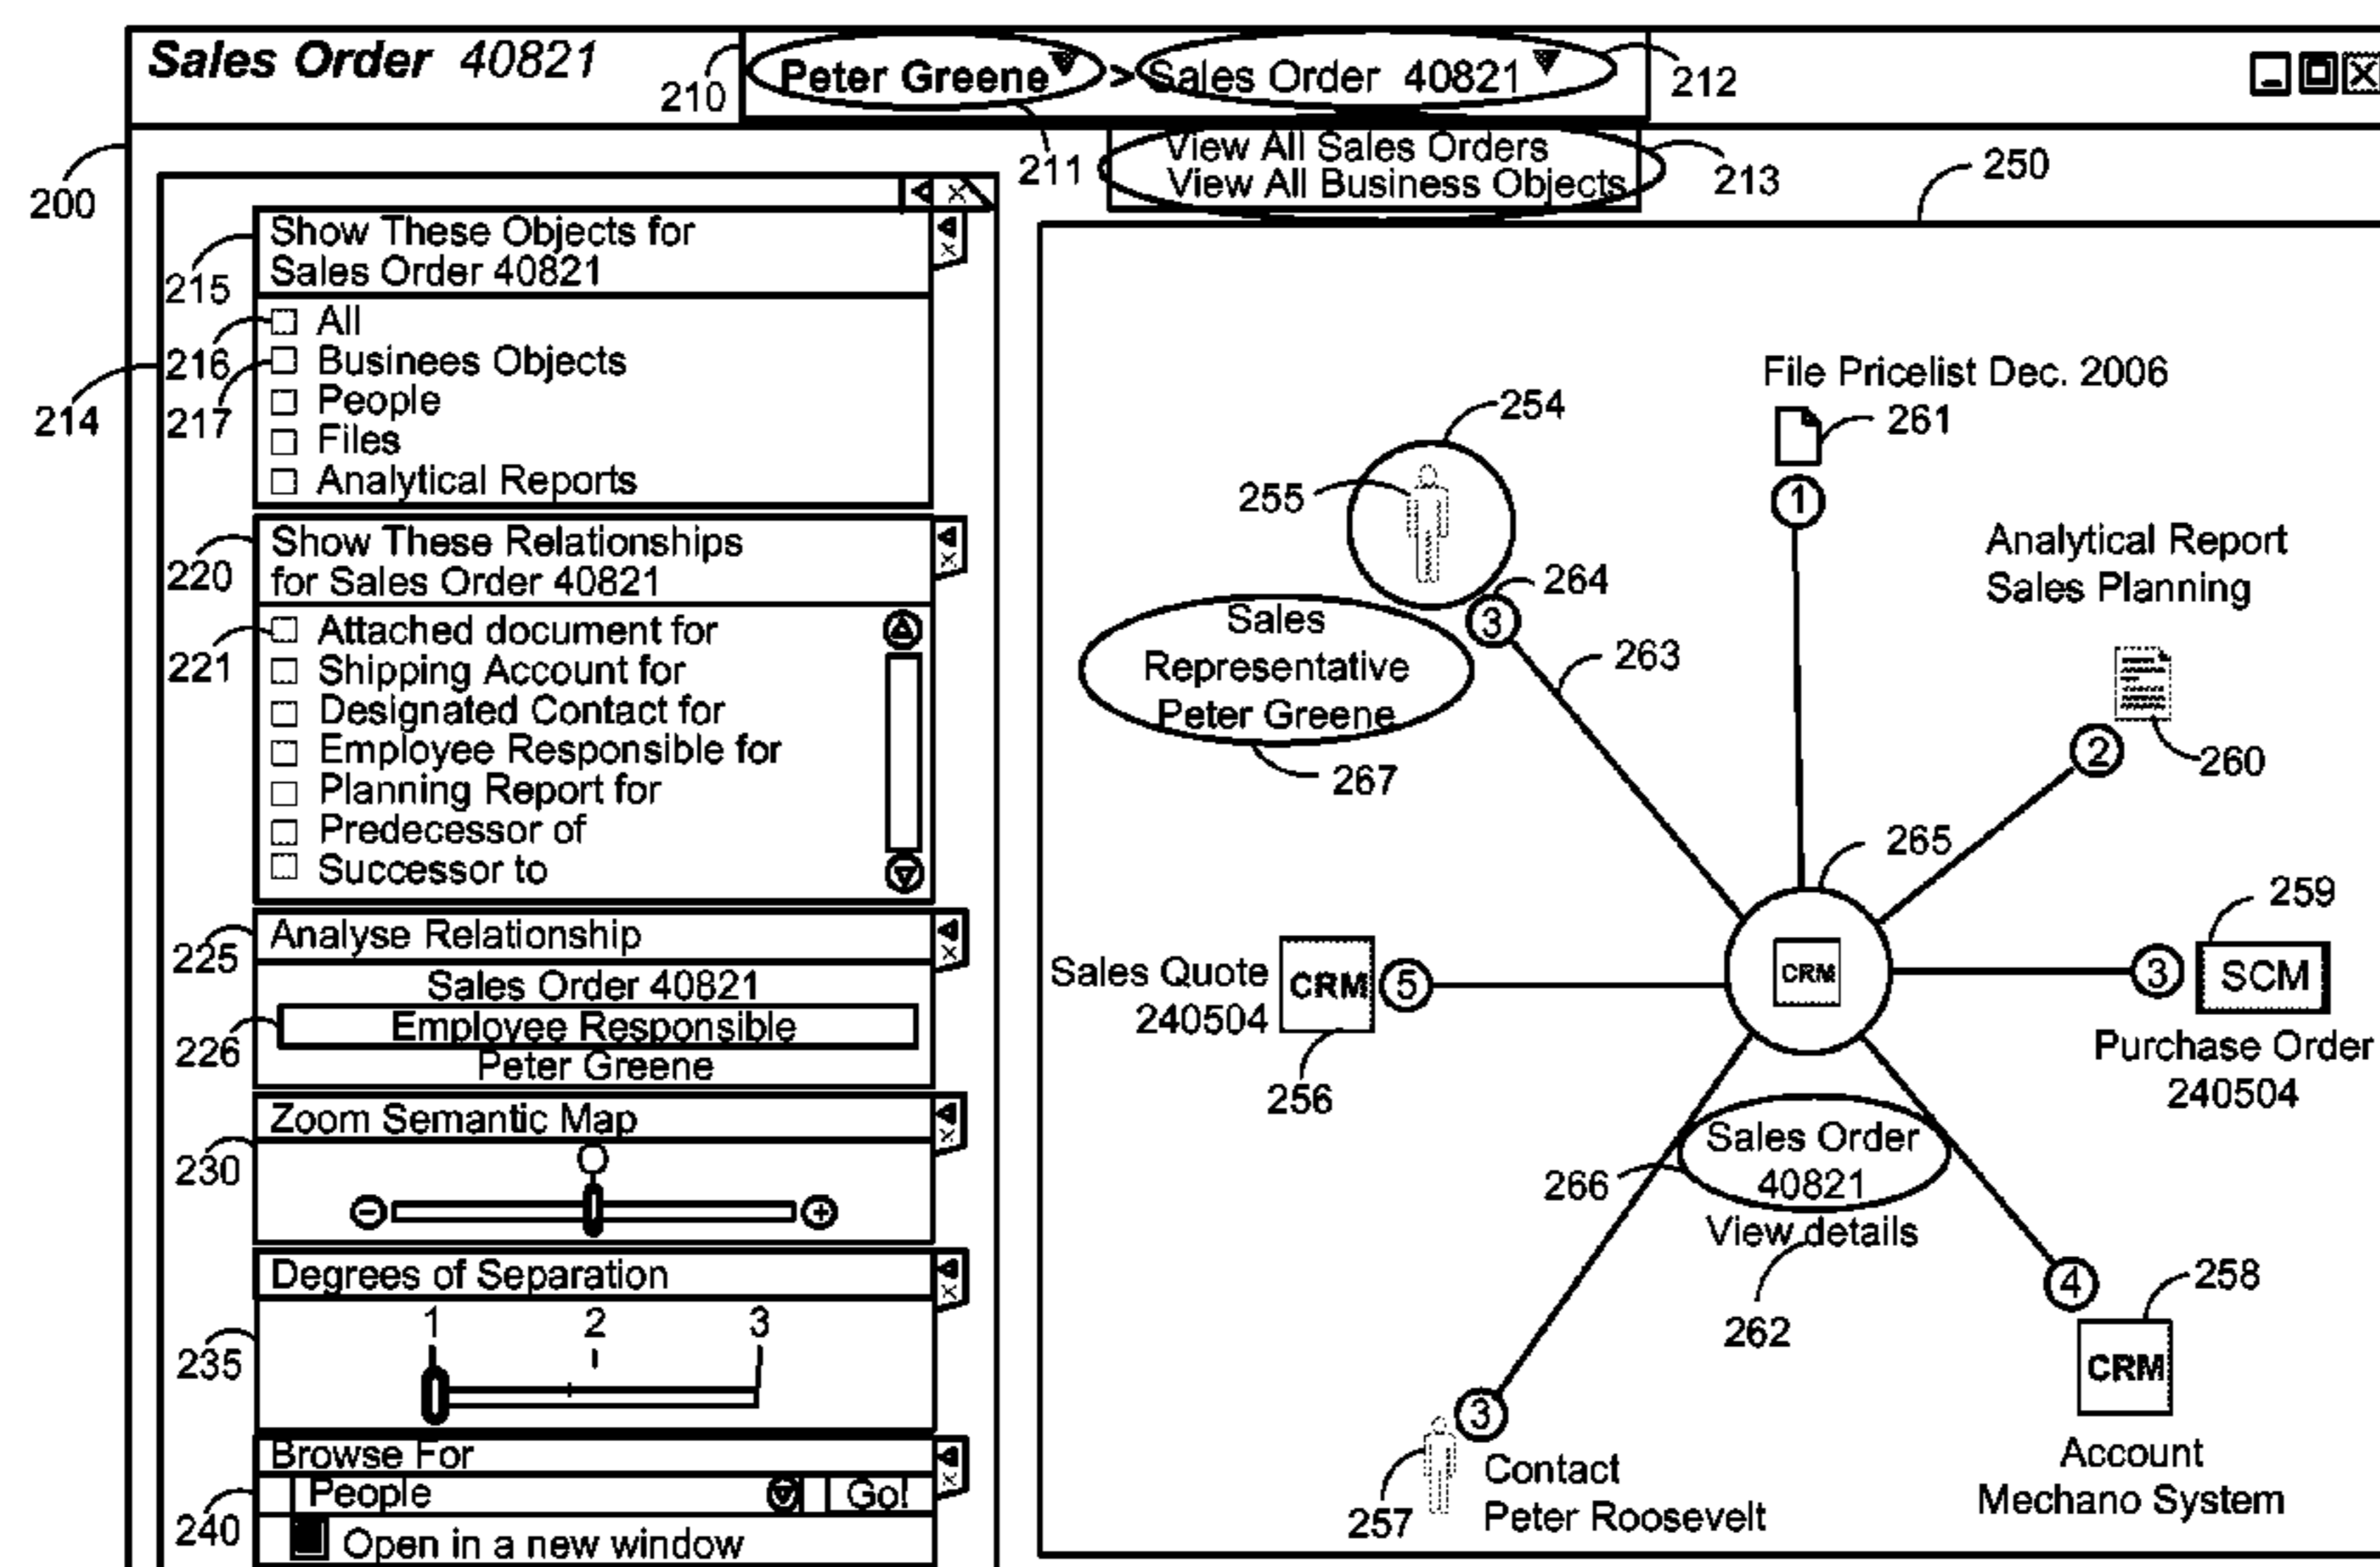 Sales Order 40821
210
Peter Greene > Sales Order 40821
212
211
View All Sales Orders
View All Business Objects
213
250
200
214
Show These Objects for
Sales Order 40821
215
All
216
Businees Objects
217
People
Files
Analytical Reports
Show These Relationships
for Sales Order 40821
220
Attached document for
221
Shipping Account for
Designated Contact for
Employee Responsible for
Planning Report for
Predecessor of
Successor to
Analyse Relationship
225
Sales Order 40821
Employee Responsible
226
Peter Greene
Zoom Semantic Map
230
Degrees of Separation
1 2 3
235
Browse For
People Go!
240
Open in a new window
File Pricelist Dec. 2006
261
1
254
255
264
3
Sales
Representative
Peter Greene
267
263
Analytical Report
Sales Planning
2
260
265
CRM
259
3 SCM
Purchase Order
240504
Sales Quote
240504
CRM 5
256
Sales Order
40821
266
View details
262
4
258
CRM
Account
Mechano System
3
257
Contact
Peter Roosevelt